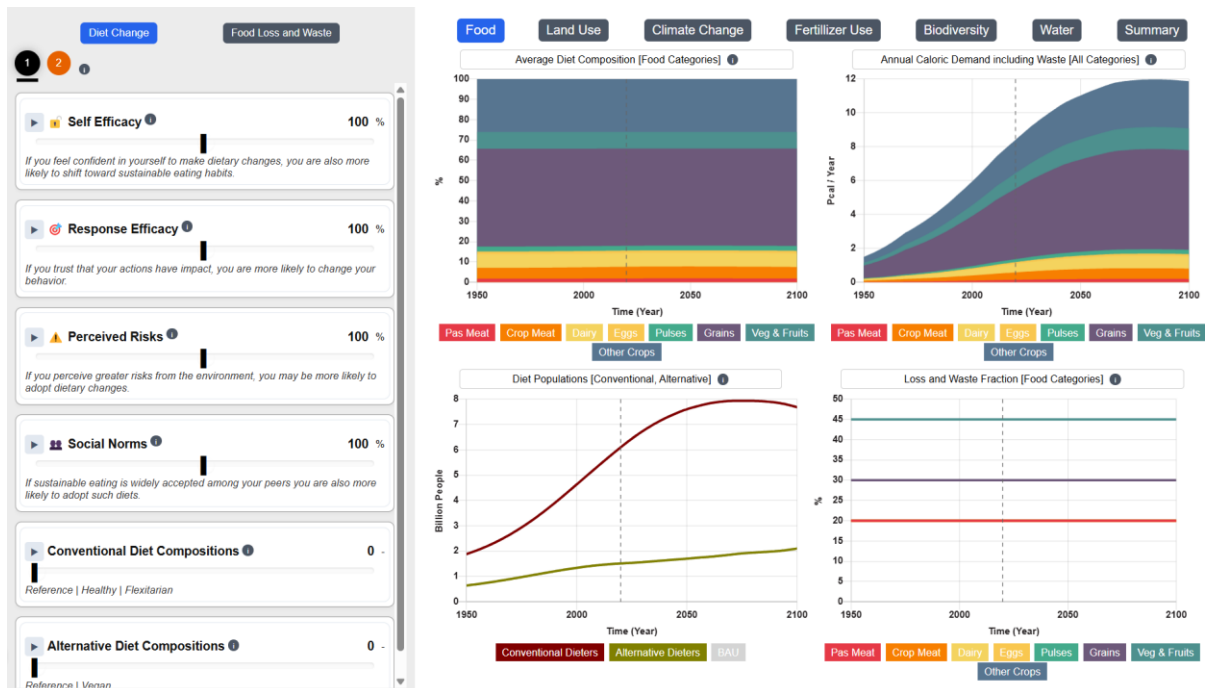 Diet Change
Food Loss and Waste
1
2
Self Efficacy
100 %
If you feel confident in yourself to make dietary changes, you are also more
likely to shift toward sustainable eating habits.
Response Efficacy
100 %
If you trust that your actions have impact, you are more likely to change your
behavior.
Perceived Risks
100 %
If you perceive greater risks from the environment, you may be more likely to
adopt dietary changes.
Social Norms
100 %
If sustainable eating is widely accepted among your peers you are also more
likely to adopt such diets.
Conventional Diet Compositions
0 -
Reference | Healthy | Flexitarian
Alternative Diet Compositions
0 -
Reference | Vegan
Food
Land Use
Climate Change
Fertillizer Use
Biodiversity
Water
Summary
Average Diet Composition [Food Categories]
100
90
80
70
60
50
40
30
20
10
0
%
1950
2000
2050
2100
Time (Year)
Pas Meat
Crop Meat
Dairy
Eggs
Pulses
Grains
Veg & Fruits
Other Crops
Annual Caloric Demand including Waste [All Categories]
12
10
8
6
4
2
0
Pcal / Year
1950
2000
2050
2100
Time (Year)
Pas Meat
Crop Meat
Dairy
Eggs
Pulses
Grains
Veg & Fruits
Other Crops
Diet Populations [Conventional, Alternative]
8
7
6
5
4
3
2
1
0
Billion People
1950
2000
2050
2100
Time (Year)
Conventional Dieters
Alternative Dieters
BAU
Loss and Waste Fraction [Food Categories]
50
45
40
35
30
25
20
15
10
5
0
%
1950
2000
2050
2100
Time (Year)
Pas Meat
Crop Meat
Dairy
Eggs
Pulses
Grains
Veg & Fruits
Other Crops